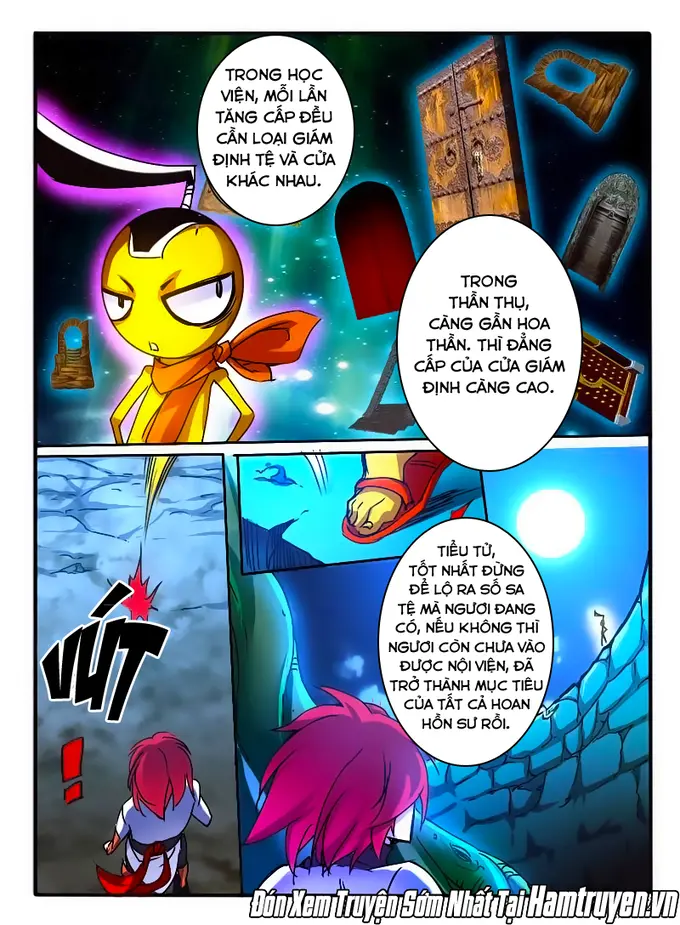 TRONG HỌC
VIỆN, MỖI LẦN
TĂNG CẤP ĐỀU
CẦN LOẠI GIÁM
ĐỊNH TỆ VÀ CỬA
KHÁC NHAU.
TRONG
THẦN THỤ,
CÀNG GẦN HOA
THẦN. THÌ ĐẲNG
CẤP CỦA CỬA GIÁM
ĐỊNH CÀNG CAO.
VÚT
!
TIỂU TỬ,
TỐT NHẤT ĐỪNG
ĐỂ LỘ RA SỐ SA
TỆ MÀ NGƯƠI ĐANG
CÓ, NẾU KHÔNG THÌ
NGƯƠI CÒN CHƯA VÀO
ĐƯỢC NỘI VIỆN, ĐÃ
TRỞ THÀNH MỤC TIÊU
CỦA TẤT CẢ HOAN
HỒN SƯ RỒI.
Đón Xem Truyện Sớm Nhất Tại Hamtruyen.vn